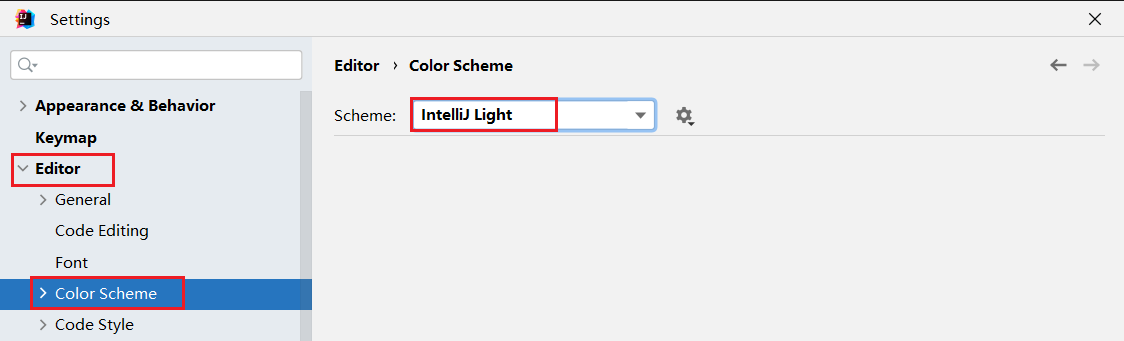 Settings
Appearance & Behavior
Keymap
Editor
General
Code Editing
Font
Color Scheme
Code Style
Editor › Color Scheme
Scheme: IntelliJ Light